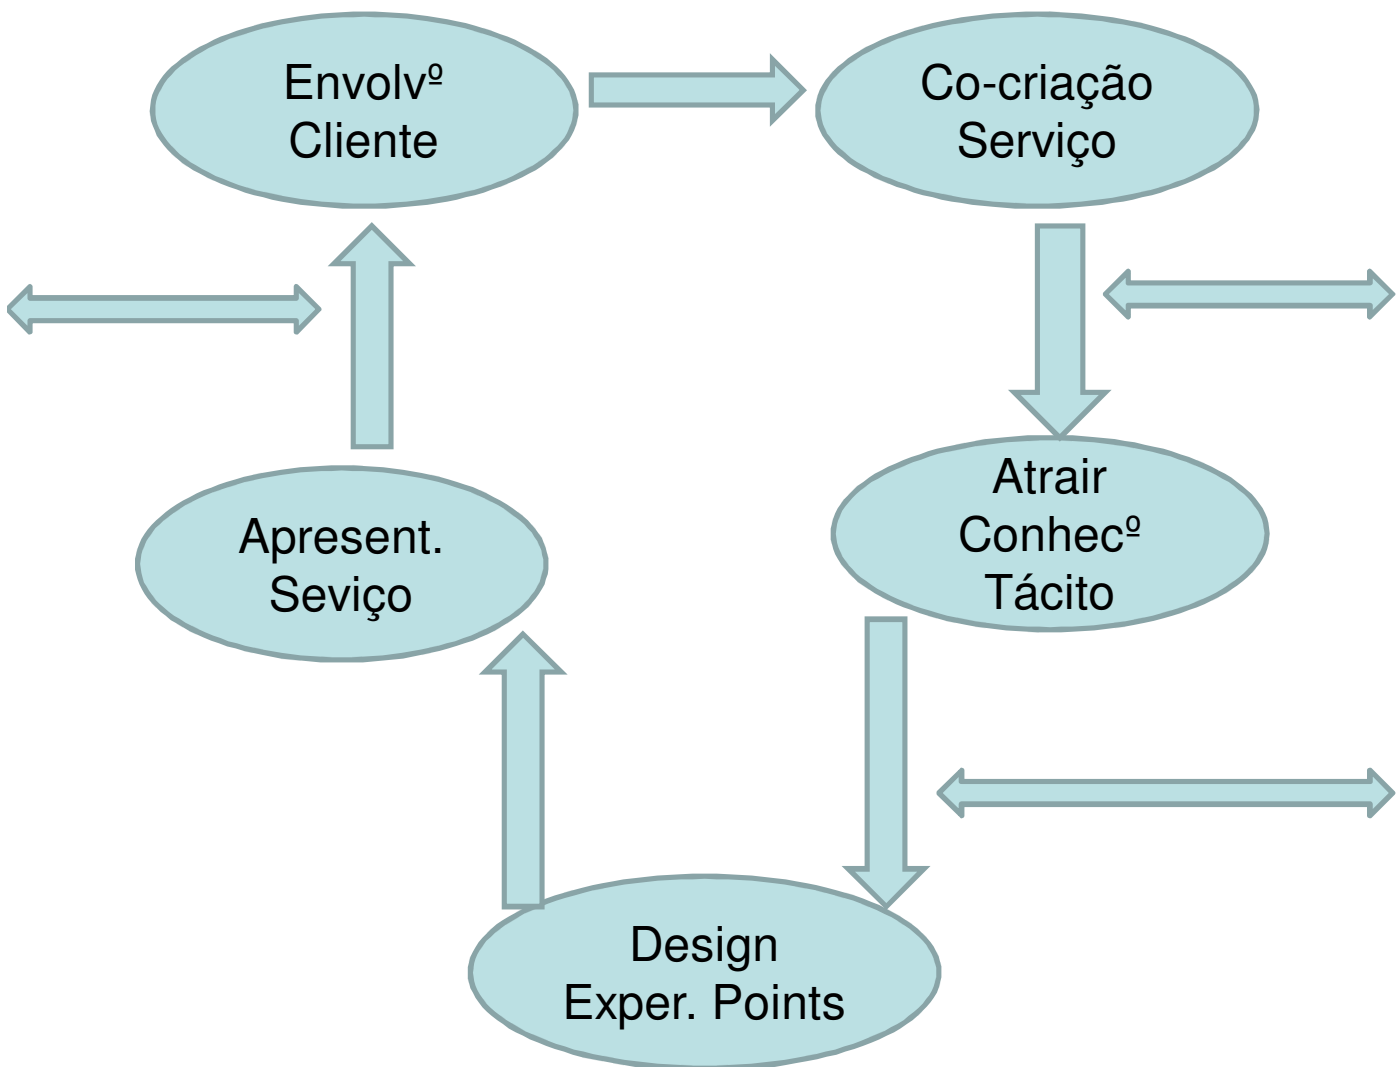 Envolvº
Cliente
Co-criação
Serviço
Atrair
Conhecº
Tácito
Apresent.
Seviço
Design
Exper. Points